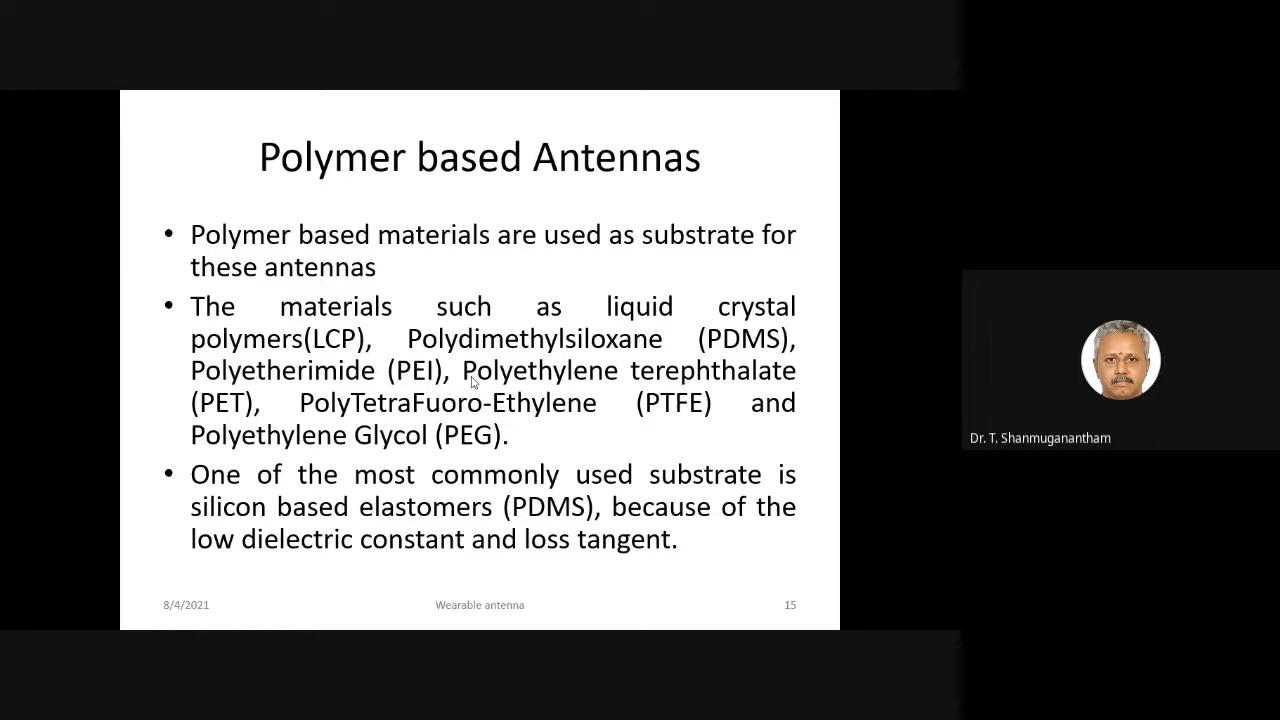 Polymer based Antennas
• Polymer based materials are used as substrate for
these antennas
• The materials such as liquid crystal
polymers(LCP), Polydimethylsiloxane (PDMS),
Polyetherimide (PEI), Polyethylene terephthalate
(PET), PolyTetraFuoro-Ethylene (PTFE) and
Polyethylene Glycol (PEG).
• One of the most commonly used substrate is
silicon based elastomers (PDMS), because of the
low dielectric constant and loss tangent.
8/4/2021 Wearable antenna 15
Dr. T. Shanmuganantham